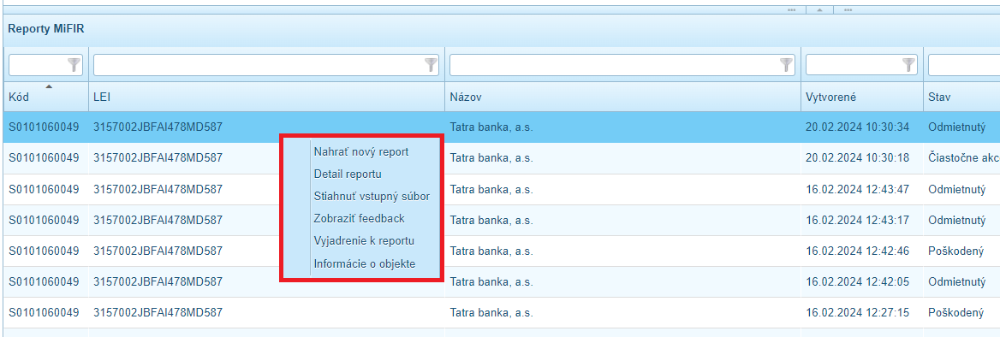 Reporty MiFIR
Kód LEI Názov Vytvorené Stav
S0101060049 3157002JBFAI478MD587 Tatra banka, a.s. 20.02.2024 10:30:34 Odmietnutý
S0101060049 3157002JBFAI478MD587 Tatra banka, a.s. 20.02.2024 10:30:18 Čiastočne akc
S0101060049 3157002JBFAI478MD587 Tatra banka, a.s. 16.02.2024 12:43:47 Odmietnutý
S0101060049 3157002JBFAI478MD587 Tatra banka, a.s. 16.02.2024 12:43:17 Odmietnutý
S0101060049 3157002JBFAI478MD587 Tatra banka, a.s. 16.02.2024 12:42:46 Poškodený
S0101060049 3157002JBFAI478MD587 Tatra banka, a.s. 16.02.2024 12:42:05 Odmietnutý
S0101060049 3157002JBFAI478MD587 Tatra banka, a.s. 16.02.2024 12:27:15 Poškodený
Nahrať nový report
Detail reportu
Stiahnuť vstupný súbor
Zobraziť feedback
Vyjadrenie k reportu
Informácie o objekte